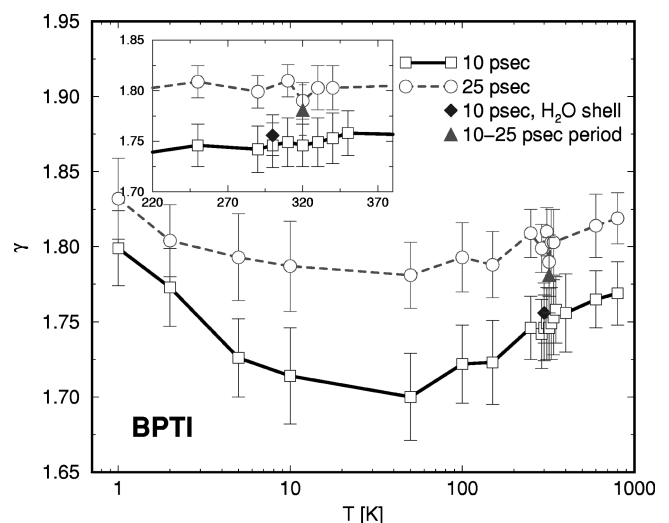 1.95
1.90
1.85
1.80
1.75
1.70
1.65
γ
1.85
1.80
1.75
1.70
220 270 320 370
10 psec
25 psec
10 psec, H₂O shell
10–25 psec period
BPTI
1 10 100 1000
T [K]